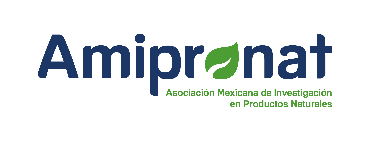 Amipronat
Asociación Mexicana de Investigación
en Productos Naturales